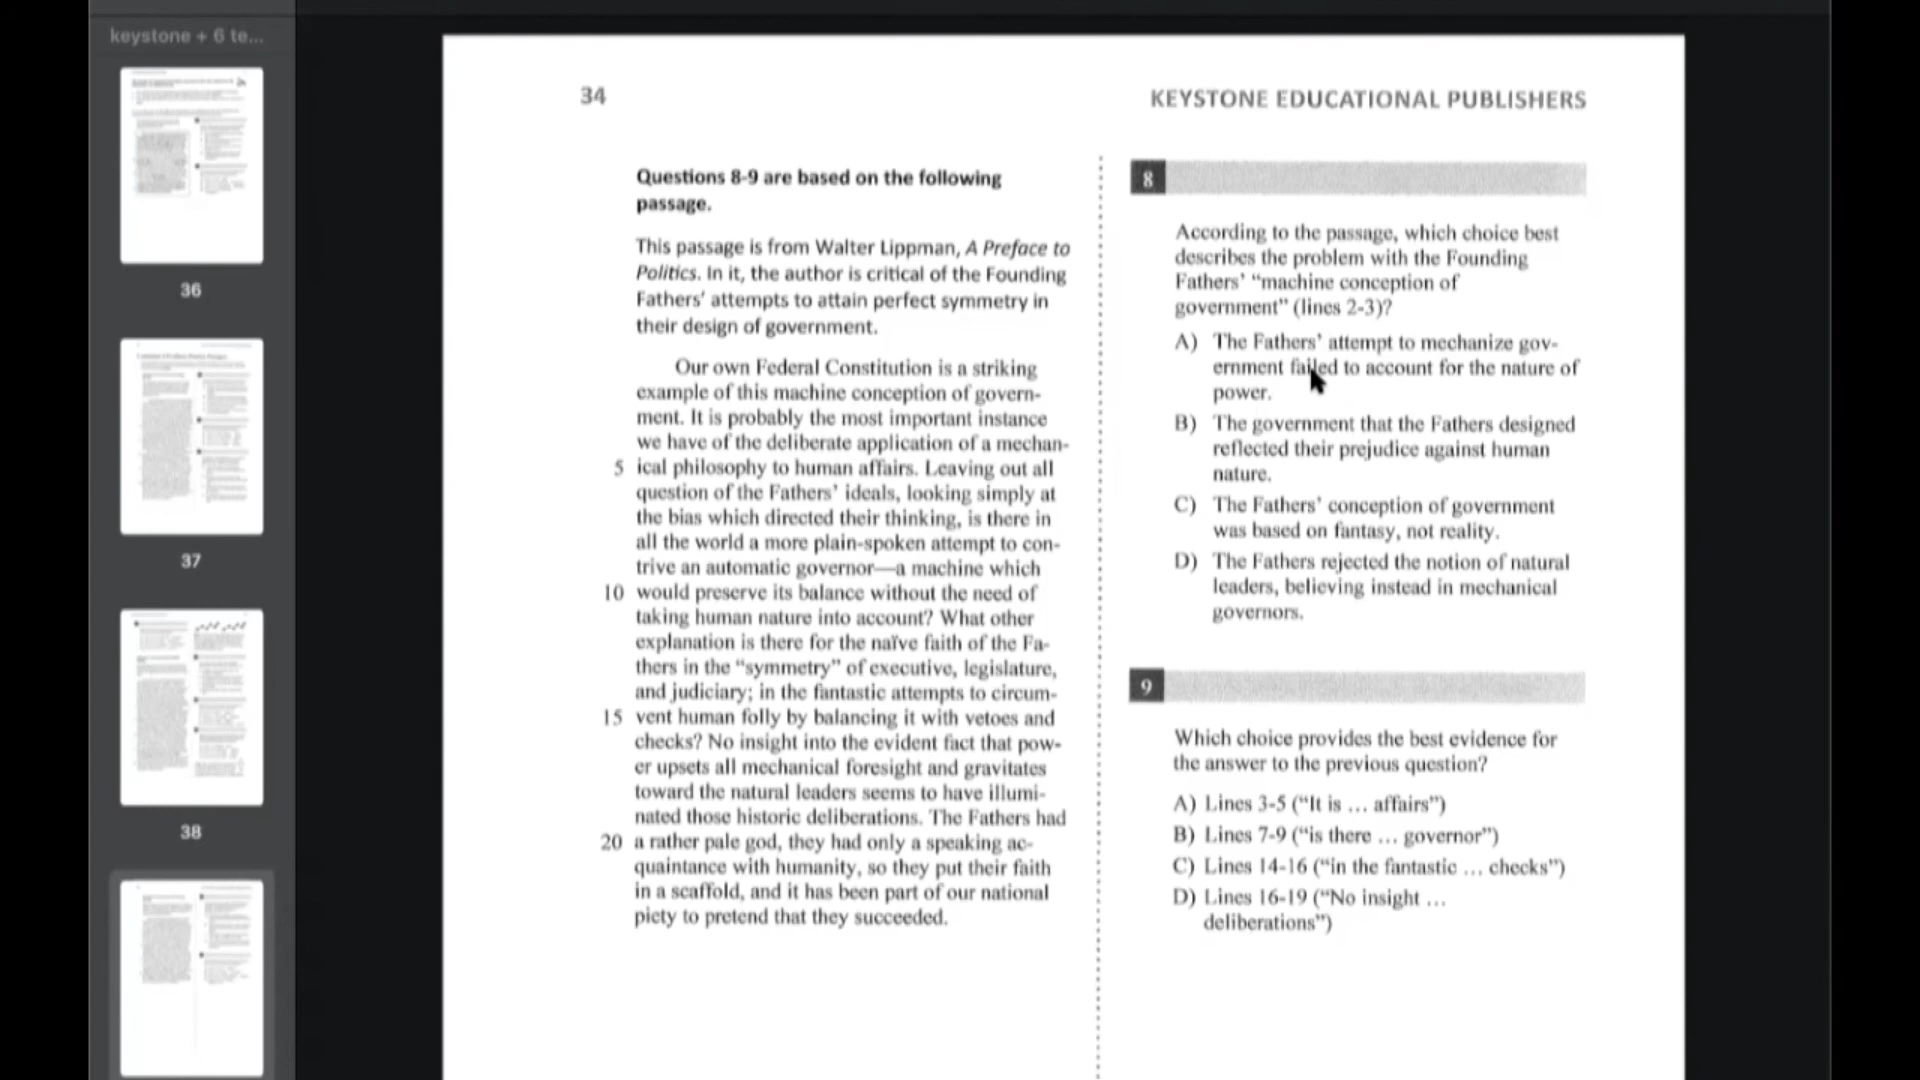 keystone + 6 te...
36
37
38
34
KEYSTONE EDUCATIONAL PUBLISHERS
Questions 8-9 are based on the following
passage.
This passage is from Walter Lippman, A Preface to
Politics. In it, the author is critical of the Founding
Fathers' attempts to attain perfect symmetry in
their design of government.
Our own Federal Constitution is a striking
example of this machine conception of govern-
ment. It is probably the most important instance
we have of the deliberate application of a mechan-
5 ical philosophy to human affairs. Leaving out all
question of the Fathers' ideals, looking simply at
the bias which directed their thinking, is there in
all the world a more plain-spoken attempt to con-
trive an automatic governor—a machine which
10 would preserve its balance without the need of
taking human nature into account? What other
explanation is there for the naïve faith of the Fa-
thers in the “symmetry” of executive, legislature,
and judiciary; in the fantastic attempts to circum-
15 vent human folly by balancing it with vetoes and
checks? No insight into the evident fact that pow-
er upsets all mechanical foresight and gravitates
toward the natural leaders seems to have illumi-
nated those historic deliberations. The Fathers had
20 a rather pale god, they had only a speaking ac-
quaintance with humanity, so they put their faith
in a scaffold, and it has been part of our national
piety to pretend that they succeeded.
8
According to the passage, which choice best
describes the problem with the Founding
Fathers' “machine conception of
government” (lines 2-3)?
A) The Fathers' attempt to mechanize gov-
ernment failed to account for the nature of
power.
B) The government that the Fathers designed
reflected their prejudice against human
nature.
C) The Fathers' conception of government
was based on fantasy, not reality.
D) The Fathers rejected the notion of natural
leaders, believing instead in mechanical
governors.
9
Which choice provides the best evidence for
the answer to the previous question?
A) Lines 3-5 (“It is ... affairs”)
B) Lines 7-9 (“is there ... governor”)
C) Lines 14-16 (“in the fantastic ... checks”)
D) Lines 16-19 (“No insight ...
deliberations”)